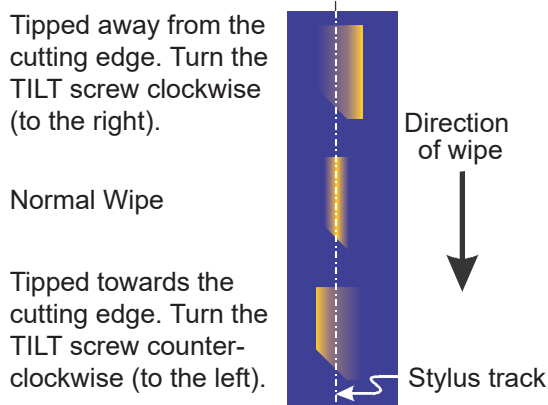 Tipped away from the
cutting edge. Turn the
TILT screw clockwise
(to the right).
Direction
of wipe
Normal Wipe
Tipped towards the
cutting edge. Turn the
TILT screw counter-
clockwise (to the left).
Stylus track